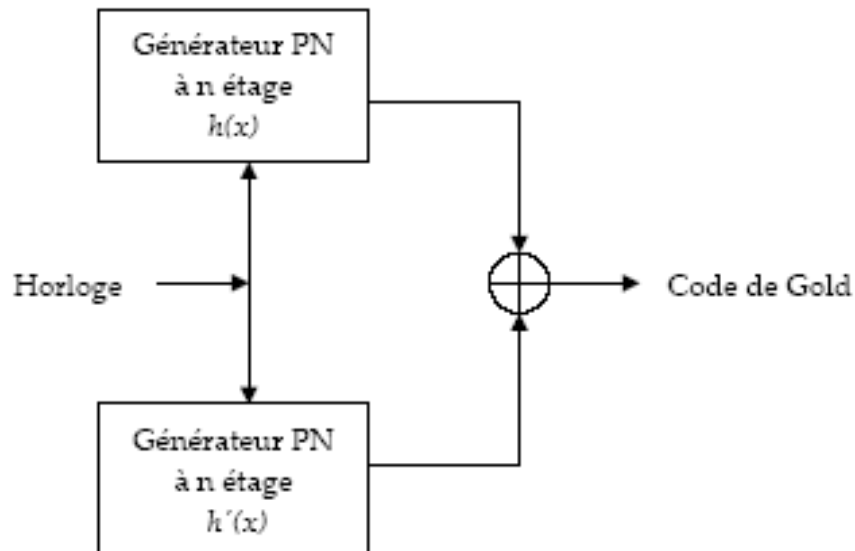 Générateur PN
à n étage
h(x)
Horloge
Code de Gold
Générateur PN
à n étage
h´(x)